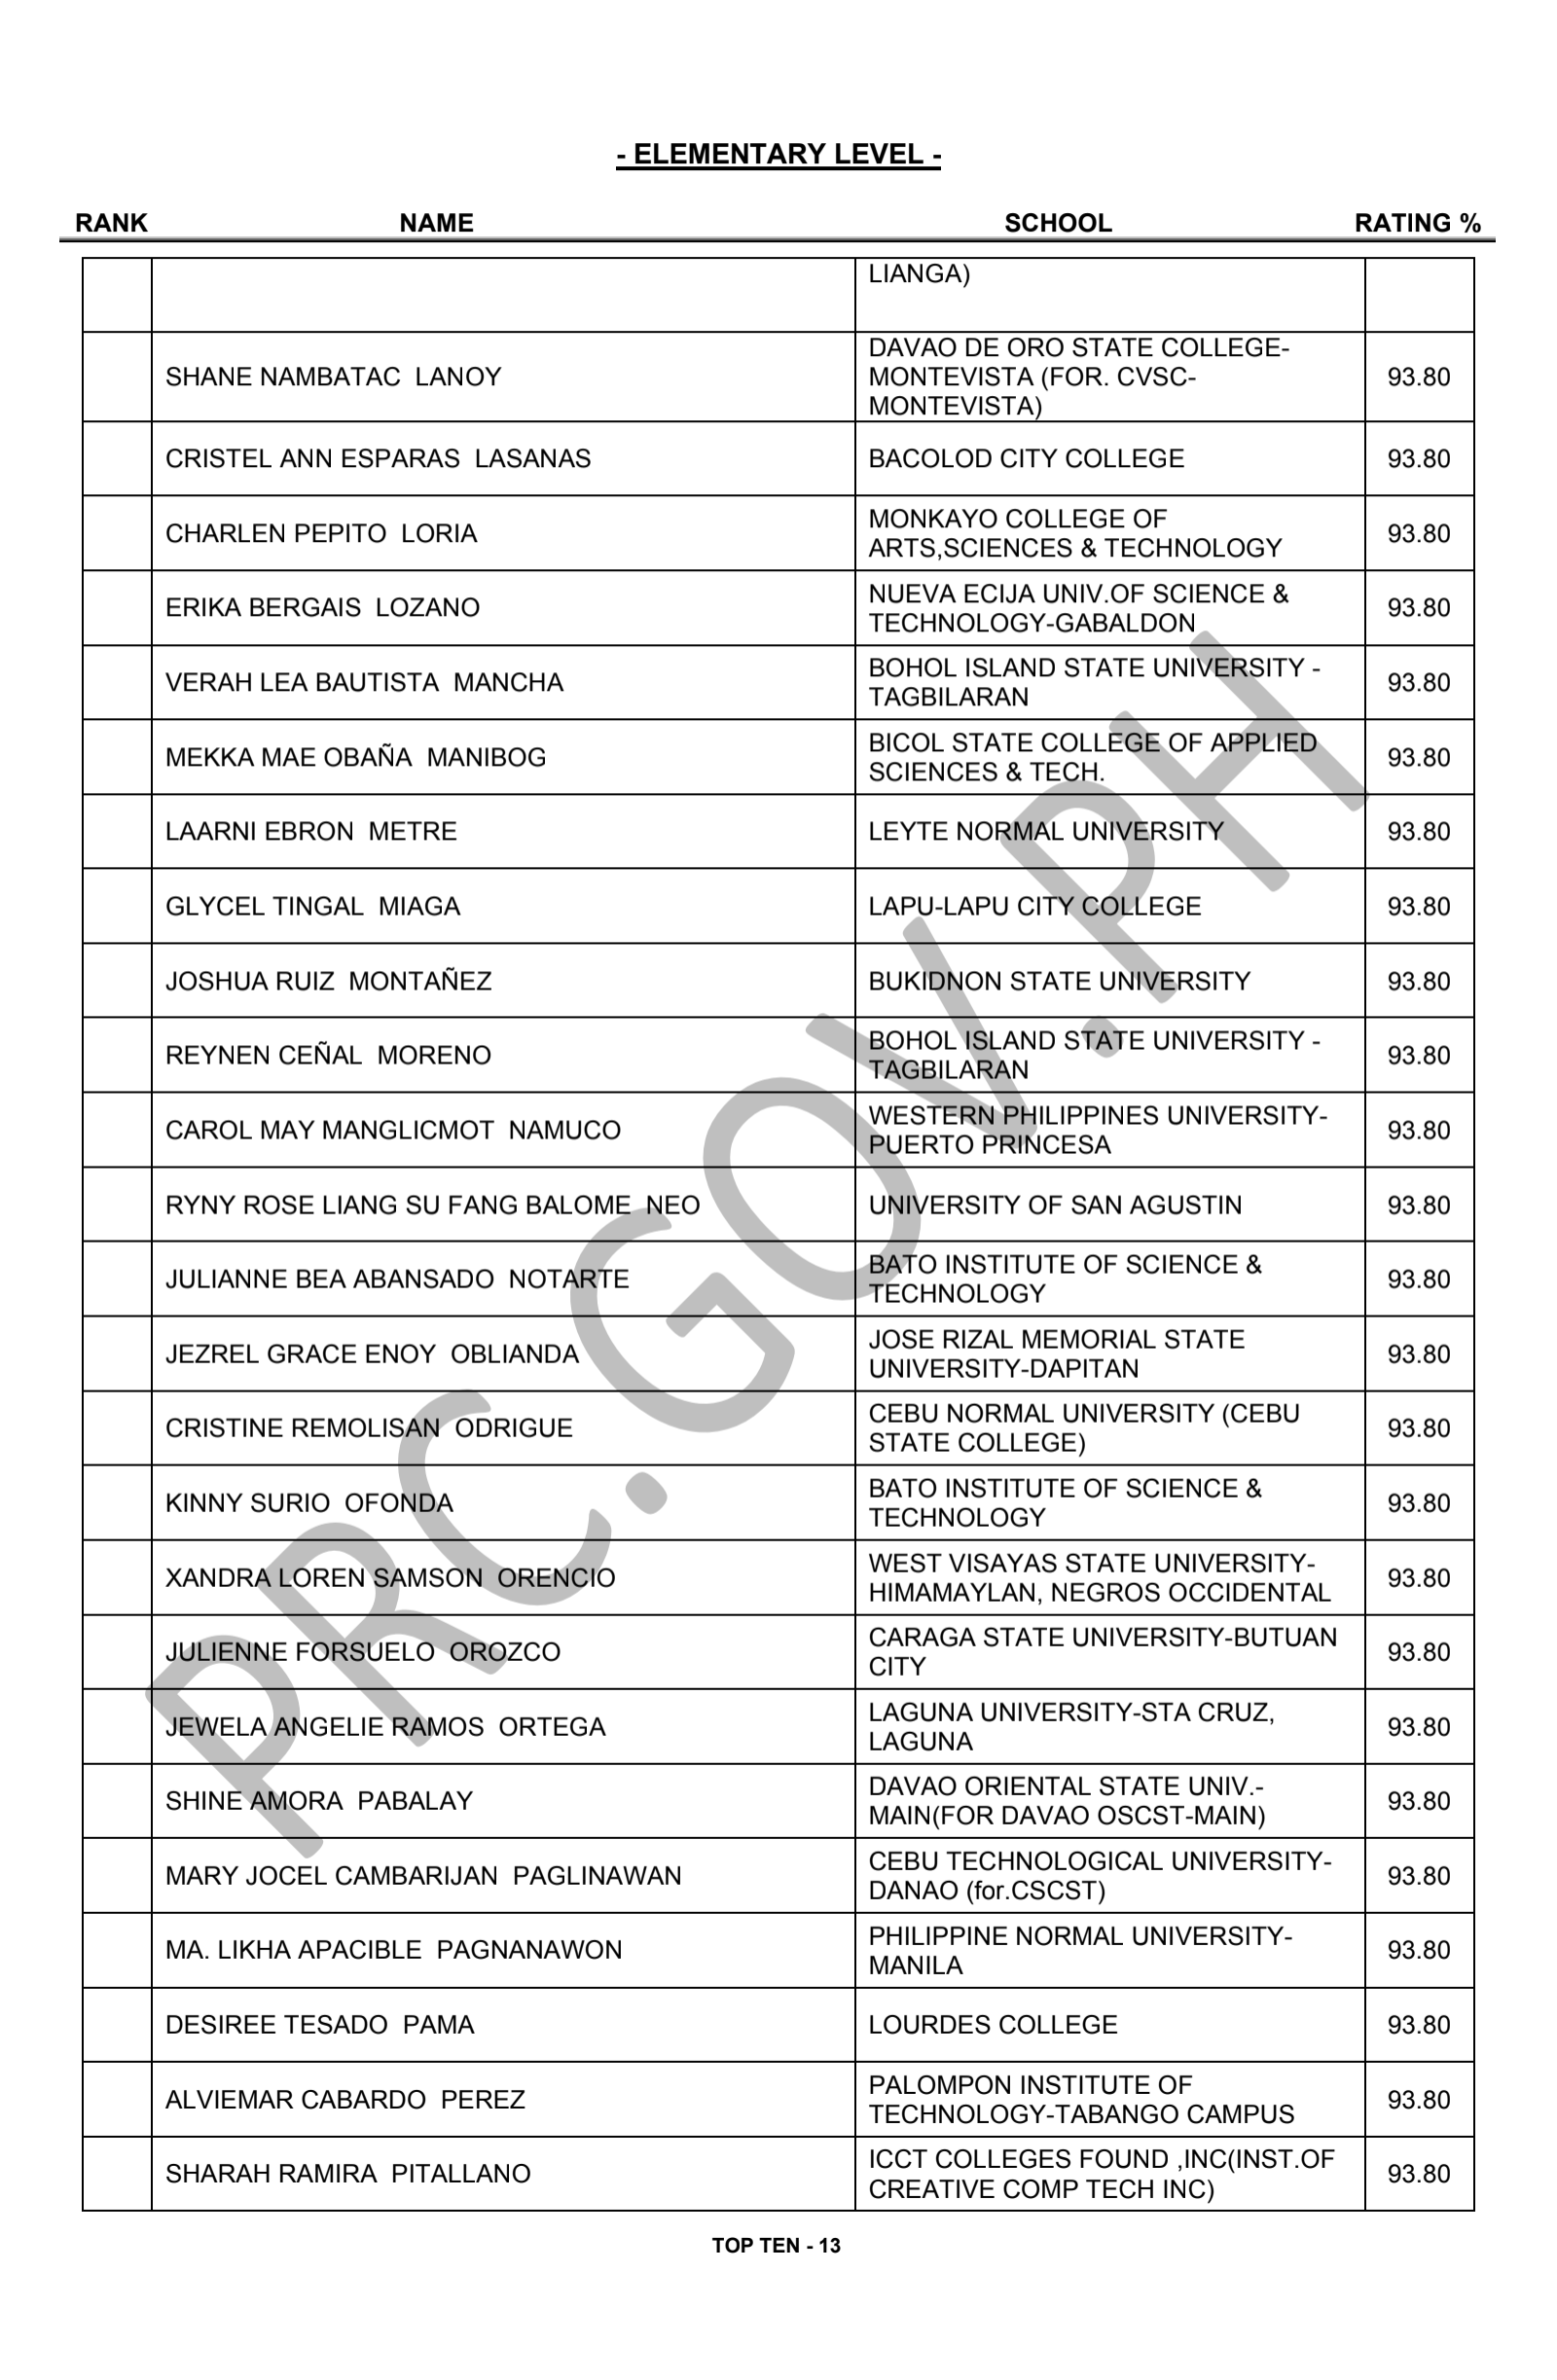 - ELEMENTARY LEVEL -
RANK NAME SCHOOL RATING %
LIANGA)
SHANE NAMBATAC LANOY
DAVAO DE ORO STATE COLLEGE-
MONTEVISTA (FOR. CVSC-
MONTEVISTA)
93.80
CRISTEL ANN ESPARAS LASANAS
BACOLOD CITY COLLEGE
93.80
CHARLEN PEPITO LORIA
MONKAYO COLLEGE OF
ARTS,SCIENCES & TECHNOLOGY
93.80
ERIKA BERGAIS LOZANO
NUEVA ECIJA UNIV.OF SCIENCE &
TECHNOLOGY-GABALDON
93.80
VERAH LEA BAUTISTA MANCHA
BOHOL ISLAND STATE UNIVERSITY -
TAGBILARAN
93.80
MEKKA MAE OBAÑA MANIBOG
BICOL STATE COLLEGE OF APPLIED
SCIENCES & TECH.
93.80
LAARNI EBRON METRE
LEYTE NORMAL UNIVERSITY
93.80
GLYCEL TINGAL MIAGA
LAPU-LAPU CITY COLLEGE
93.80
JOSHUA RUIZ MONTAÑEZ
BUKIDNON STATE UNIVERSITY
93.80
REYNEN CEÑAL MORENO
BOHOL ISLAND STATE UNIVERSITY -
TAGBILARAN
93.80
CAROL MAY MANGLICMOT NAMUCO
WESTERN PHILIPPINES UNIVERSITY-
PUERTO PRINCESA
93.80
RYNY ROSE LIANG SU FANG BALOME NEO
UNIVERSITY OF SAN AGUSTIN
93.80
JULIANNE BEA ABANSADO NOTARTE
BATO INSTITUTE OF SCIENCE &
TECHNOLOGY
93.80
JEZREL GRACE ENOY OBLIANDA
JOSE RIZAL MEMORIAL STATE
UNIVERSITY-DAPITAN
93.80
CRISTINE REMOLISAN ODRIGUE
CEBU NORMAL UNIVERSITY (CEBU
STATE COLLEGE)
93.80
KINNY SURIO OFONDA
BATO INSTITUTE OF SCIENCE &
TECHNOLOGY
93.80
XANDRA LOREN SAMSON ORENCIO
WEST VISAYAS STATE UNIVERSITY-
HIMAMAYLAN, NEGROS OCCIDENTAL
93.80
JULIENNE FORSUELO OROZCO
CARAGA STATE UNIVERSITY-BUTUAN
CITY
93.80
JEWELA ANGELIE RAMOS ORTEGA
LAGUNA UNIVERSITY-STA CRUZ,
LAGUNA
93.80
SHINE AMORA PABALAY
DAVAO ORIENTAL STATE UNIV.-
MAIN(FOR DAVAO OSCST-MAIN)
93.80
MARY JOCEL CAMBARIJAN PAGLINAWAN
CEBU TECHNOLOGICAL UNIVERSITY-
DANAO (for.CSCST)
93.80
MA. LIKHA APACIBLE PAGNANAWON
PHILIPPINE NORMAL UNIVERSITY-
MANILA
93.80
DESIREE TESADO PAMA
LOURDES COLLEGE
93.80
ALVIEMAR CABARDO PEREZ
PALOMPON INSTITUTE OF
TECHNOLOGY-TABANGO CAMPUS
93.80
SHARAH RAMIRA PITALLANO
ICCT COLLEGES FOUND ,INC(INST.OF
CREATIVE COMP TECH INC)
93.80
PRC.GOV.PH
TOP TEN - 13